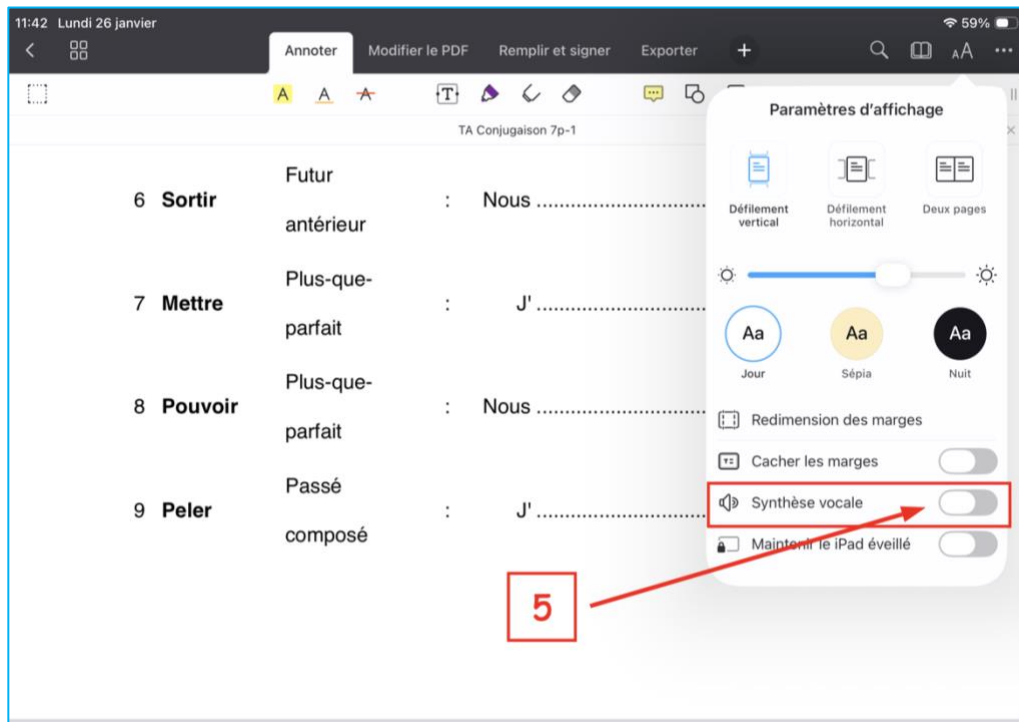 11:42 Lundi 26 janvier
59%
Annoter Modifier le PDF Remplir et signer Exporter +
AA ...
A A A T
TA Conjugaison 7p-1
6 Sortir Futur antérieur : Nous ..............................
7 Mettre Plus-que-parfait : J' ..............................
8 Pouvoir Plus-que-parfait : Nous ..............................
9 Peler Passé composé : J' ..............................
Paramètres d'affichage
Défilement vertical
Défilement horizontal
Deux pages
Aa Aa Aa
Jour Sépia Nuit
Redimension des marges
Cacher les marges
Synthèse vocale
Maintenir le iPad éveillé
5